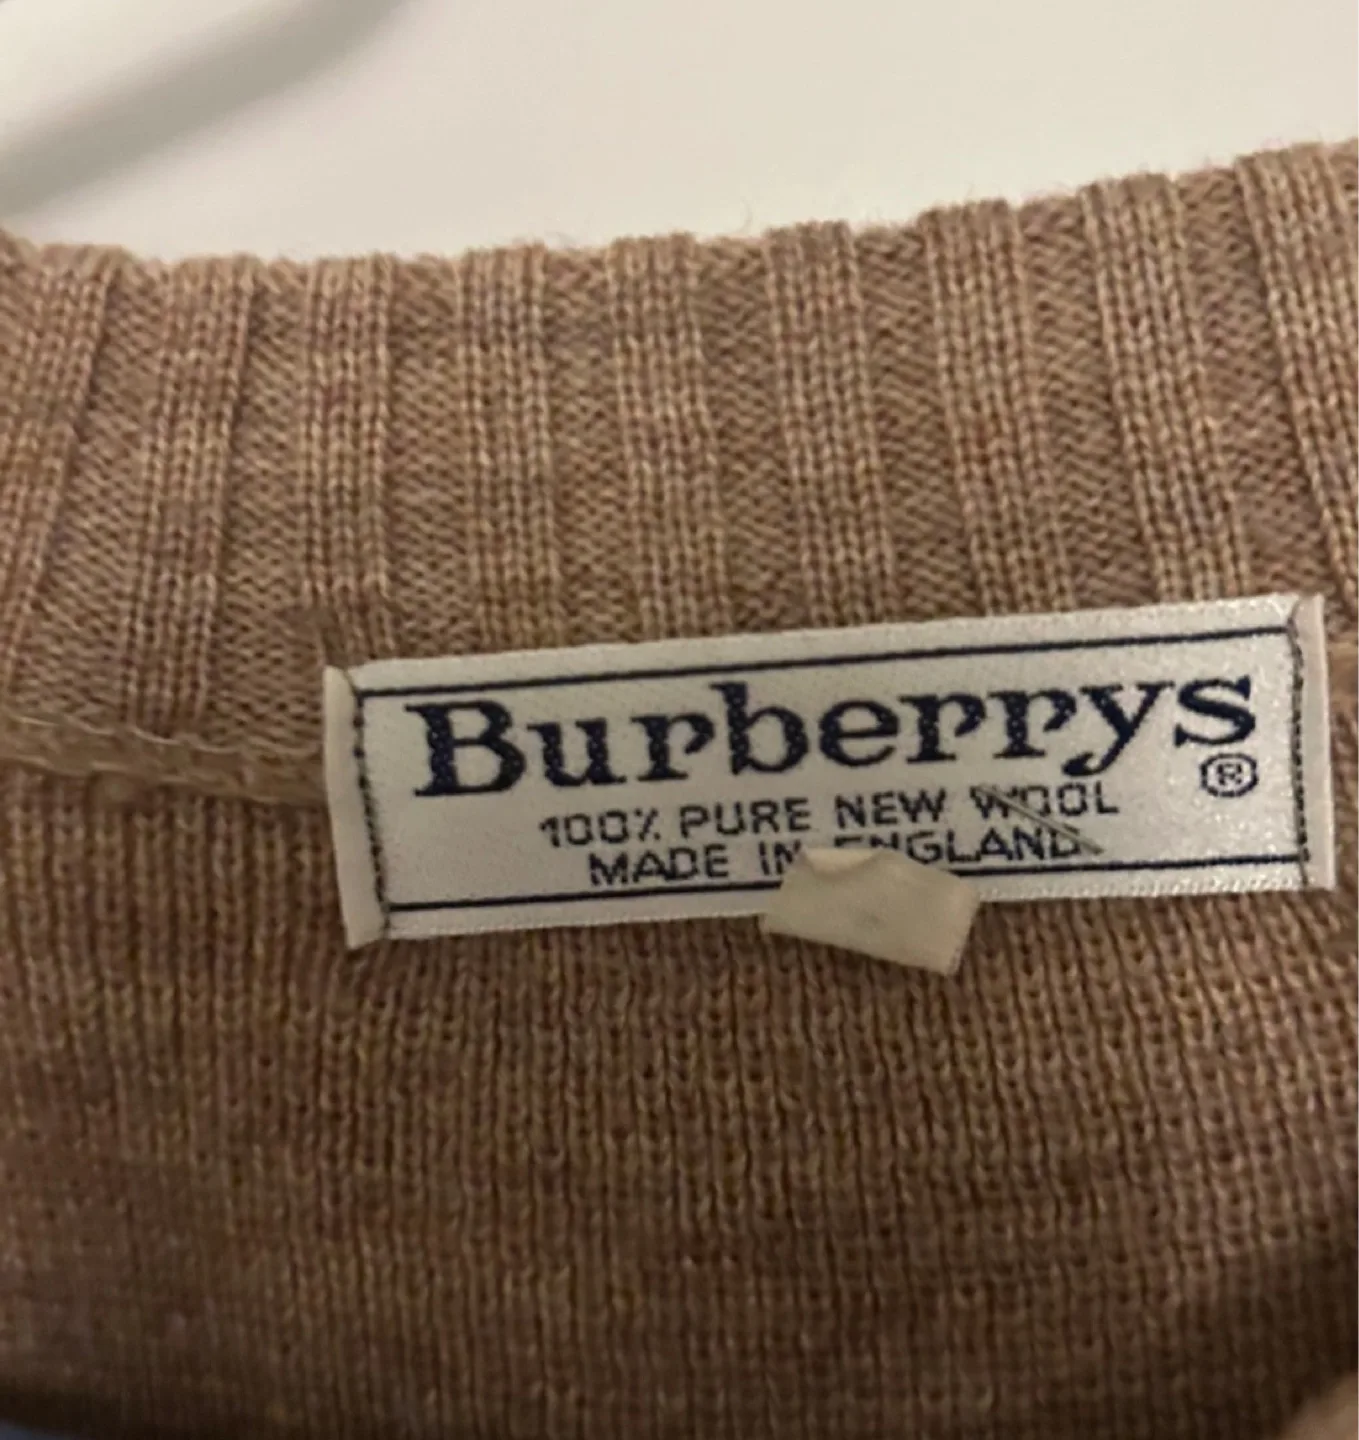 Burberrys
®
100% PURE NEW WOOL
MADE IN ENGLAND